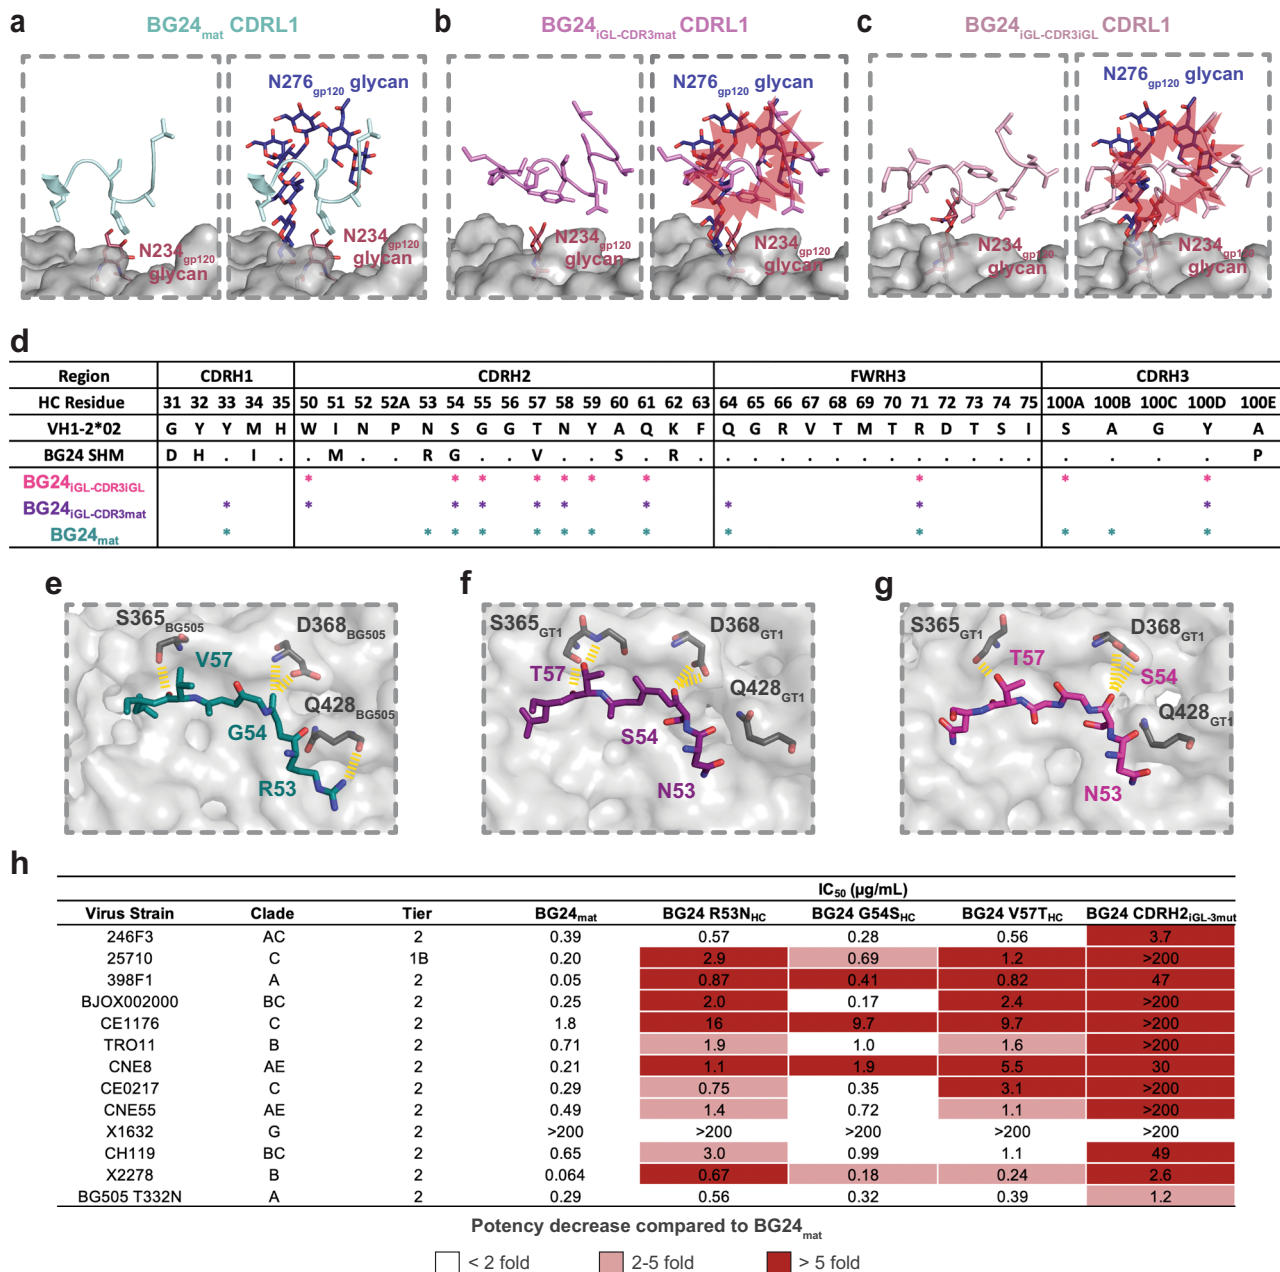 a BG24mat CDRL1
b BG24iGL-CDR3mat CDRL1
c BG24iGL-CDR3iGL CDRL1
N276gp120 glycan
N234gp120
glycan
N234gp120
glycan
N276gp120 glycan
N234gp120
glycan
N234gp120
glycan
N276gp120 glycan
N234gp120
glycan
N234gp120
glycan
d
Region CDRH1 CDRH2 FWRH3 CDRH3
HC Residue 31 32 33 34 35 50 51 52 52A 53 54 55 56 57 58 59 60 61 62 63 64 65 66 67 68 69 70 71 72 73 74 75 100A 100B 100C 100D 100E
VH1-2*02 G Y Y M H W I N P N S G G T N Y A Q K F Q G R V T M T R D T S I S A G Y A
BG24 SHM D H . I . . M . . R G . . V . . S . R . . . . . . . . . . . . . . . . . P
BG24iGL-CDR3iGL * * * * * * * * * *
BG24iGL-CDR3mat * * * * * * * * * *
BG24mat * * * * * * * * * * * * *
e
S365BG505
D368BG505
V57
Q428BG505
G54
R53
f
S365GT1
D368GT1
T57
Q428GT1
S54
N53
g
S365GT1
D368GT1
T57
S54
Q428GT1
N53
h
IC50 (µg/mL)
Virus Strain Clade Tier BG24mat BG24 R53NHC BG24 G54SHC BG24 V57THC BG24 CDRH2iGL-3mut
246F3 AC 2 0.39 0.57 0.28 0.56 3.7
25710 C 1B 0.20 2.9 0.69 1.2 >200
398F1 A 2 0.05 0.87 0.41 0.82 47
BJOX002000 BC 2 0.25 2.0 0.17 2.4 >200
CE1176 C 2 1.8 16 9.7 9.7 >200
TRO11 B 2 0.71 1.9 1.0 1.6 >200
CNE8 AE 2 0.21 1.1 1.9 5.5 30
CE0217 C 2 0.29 0.75 0.35 3.1 >200
CNE55 AE 2 0.49 1.4 0.72 1.1 >200
X1632 G 2 >200 >200 >200 >200 >200
CH119 BC 2 0.65 3.0 0.99 1.1 49
X2278 B 2 0.064 0.67 0.18 0.24 2.6
BG505 T332N A 2 0.29 0.56 0.32 0.39 1.2
Potency decrease compared to BG24mat
< 2 fold 2-5 fold > 5 fold